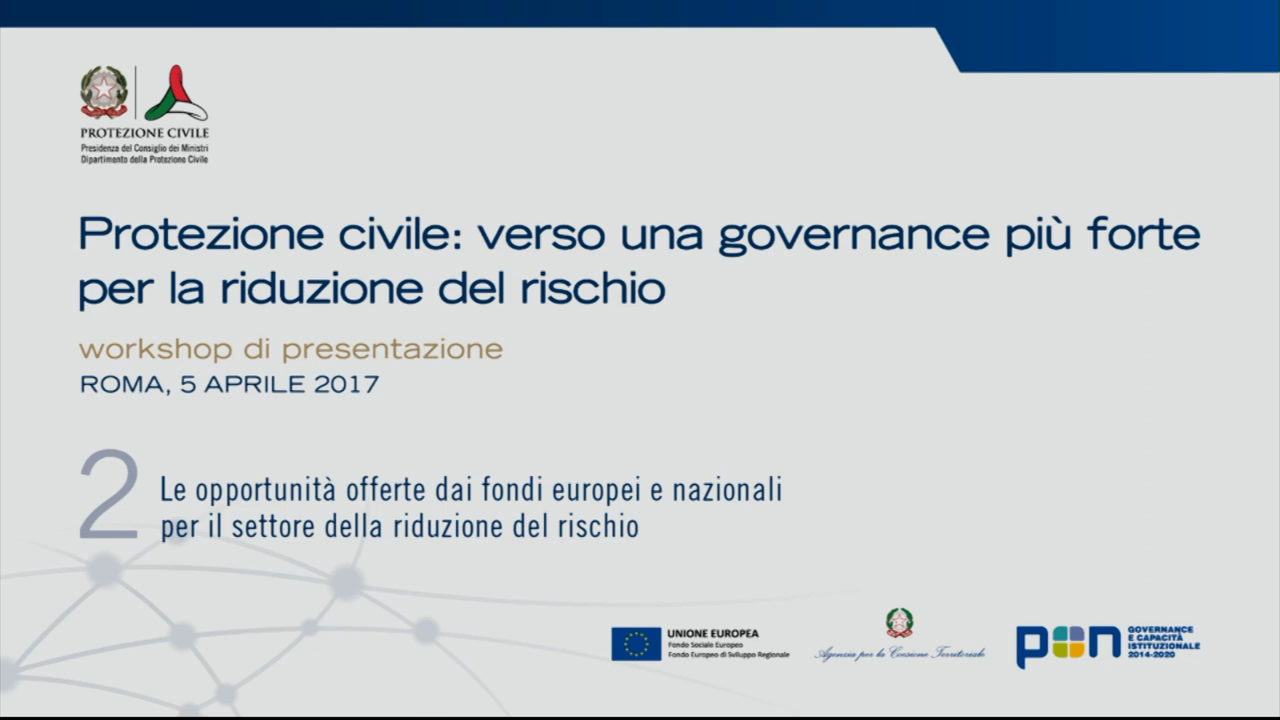 PROTEZIONE CIVILE
Presidenza del Consiglio dei Ministri
Dipartimento della Protezione Civile
Protezione civile: verso una governance più forte
per la riduzione del rischio
workshop di presentazione
ROMA, 5 APRILE 2017
2
Le opportunità offerte dai fondi europei e nazionali
per il settore della riduzione del rischio
UNIONE EUROPEA
Fondo Sociale Europeo
Fondo Europeo di Sviluppo Regionale
Agenzia per la Coesione Territoriale
pon
GOVERNANCE
E CAPACITÀ
ISTITUZIONALE
2014-2020